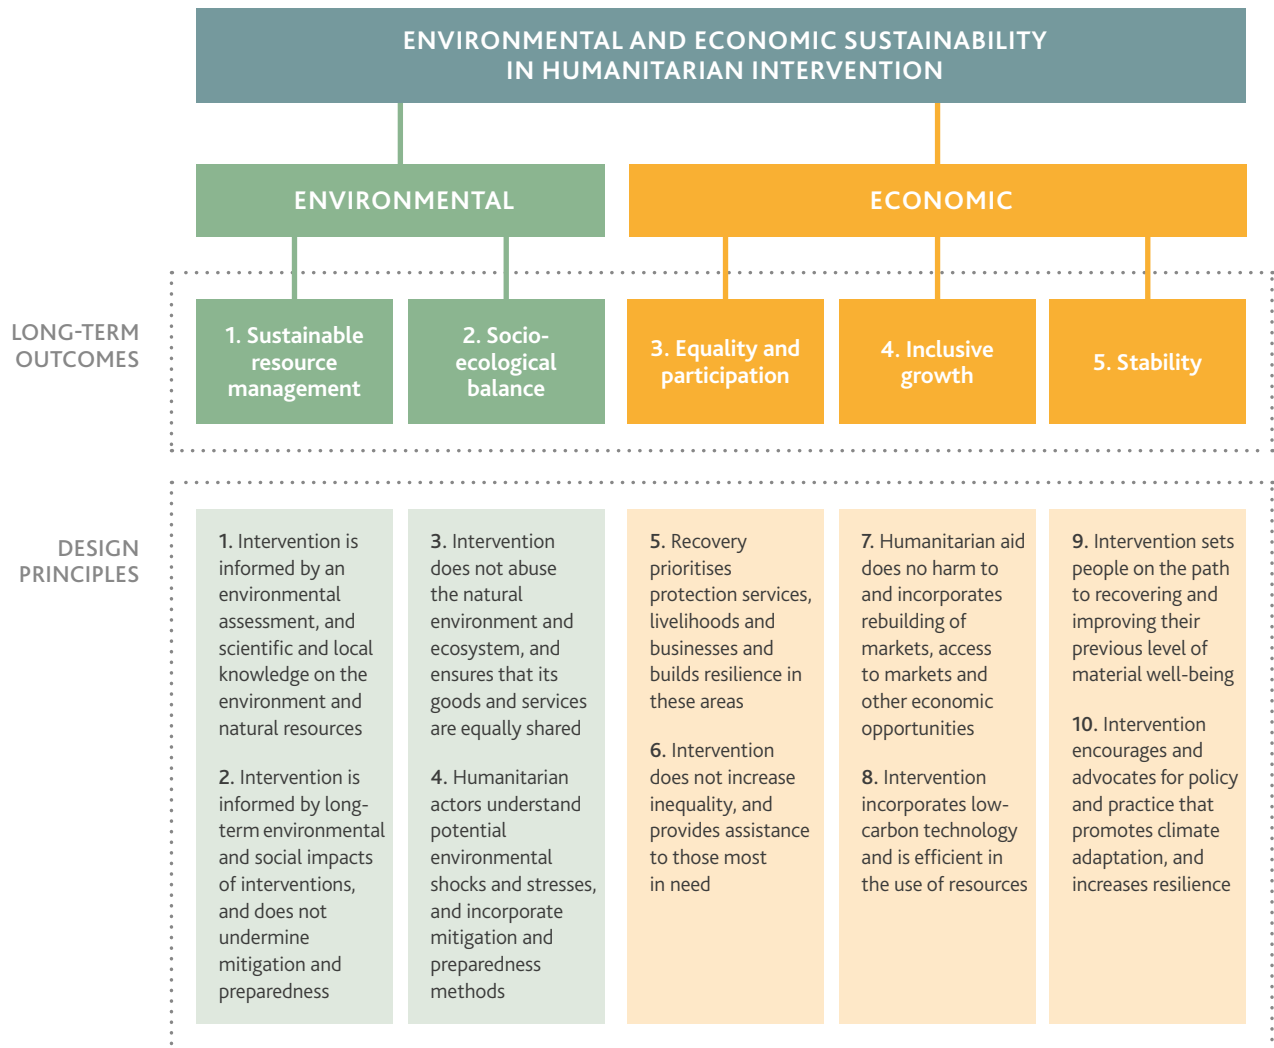 ENVIRONMENTAL AND ECONOMIC SUSTAINABILITY
IN HUMANITARIAN INTERVENTION
ENVIRONMENTAL
ECONOMIC
LONG-TERM
OUTCOMES
1. Sustainable
resource
management
2. Socio-
ecological
balance
3. Equality and
participation
4. Inclusive
growth
5. Stability
DESIGN
PRINCIPLES
1. Intervention is
informed by an
environmental
assessment, and
scientific and local
knowledge on the
environment and
natural resources
2. Intervention is
informed by long-
term environmental
and social impacts
of interventions,
and does not
undermine
mitigation and
preparedness
3. Intervention
does not abuse
the natural
environment and
ecosystem, and
ensures that its
goods and services
are equally shared
4. Humanitarian
actors understand
potential
environmental
shocks and stresses,
and incorporate
mitigation and
preparedness
methods
5. Recovery
prioritises
protection services,
livelihoods and
businesses and
builds resilience in
these areas
6. Intervention
does not increase
inequality, and
provides assistance
to those most
in need
7. Humanitarian aid
does no harm to
and incorporates
rebuilding of
markets, access
to markets and
other economic
opportunities
8. Intervention
incorporates low-
carbon technology
and is efficient in
the use of resources
9. Intervention sets
people on the path
to recovering and
improving their
previous level of
material well-being
10. Intervention
encourages and
advocates for policy
and practice that
promotes climate
adaptation, and
increases resilience